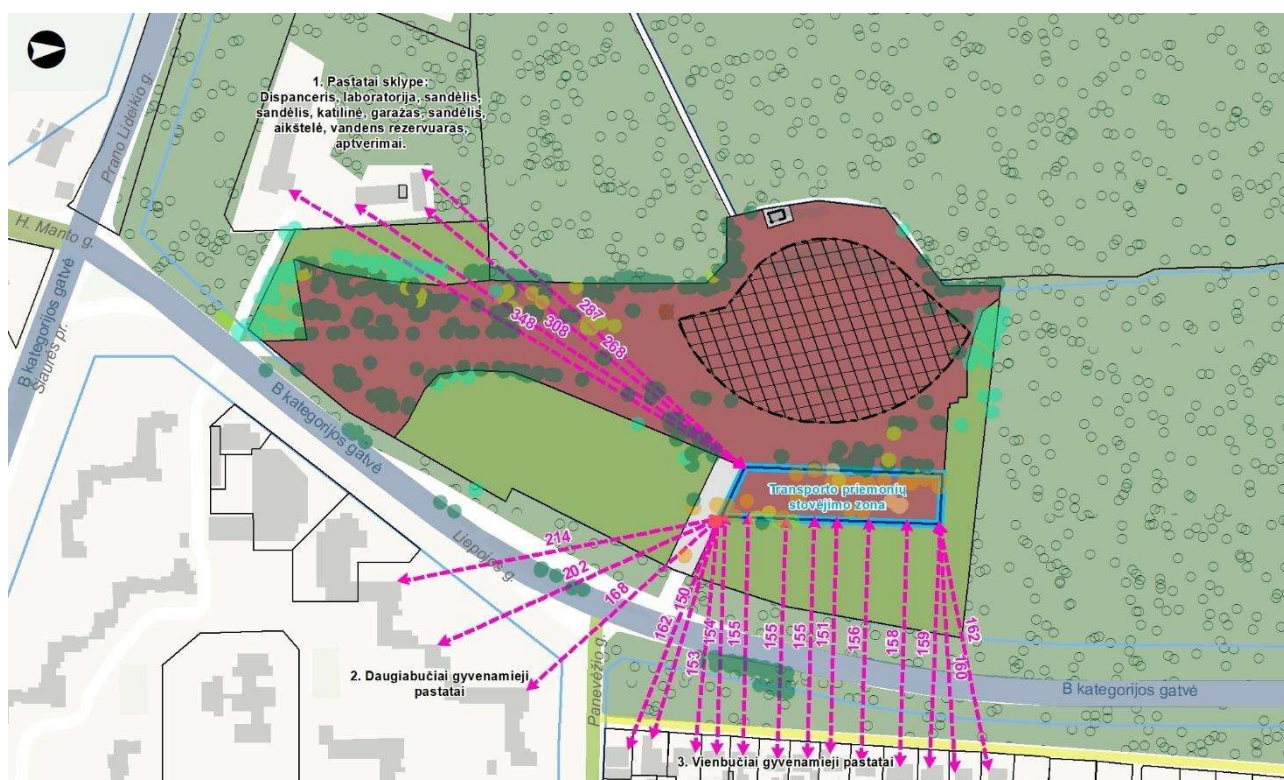 1. Pastatai sklype:
Dispanceris, laboratorija, sandėlis,
sandėlis, katilinė, garažas, sandėlis,
aikštelė, vandens rezervuaras,
aptvėrimai.
Prano Lideikio g.
H. Manto g.
B kategorijos gatvė
Šiaurės pr.
B kategorijos gatvė
Liepojos g.
348
308
287
268
Transporto priemonių
stovėjimo zona
214
202
168
162
150
153
154
155
155
155
151
156
158
159
160
162
2. Daugiabučiai gyvenamieji
pastatai
Panevėžio g.
B kategorijos gatvė
3. Vienbučiai gyvenamieji pastatai